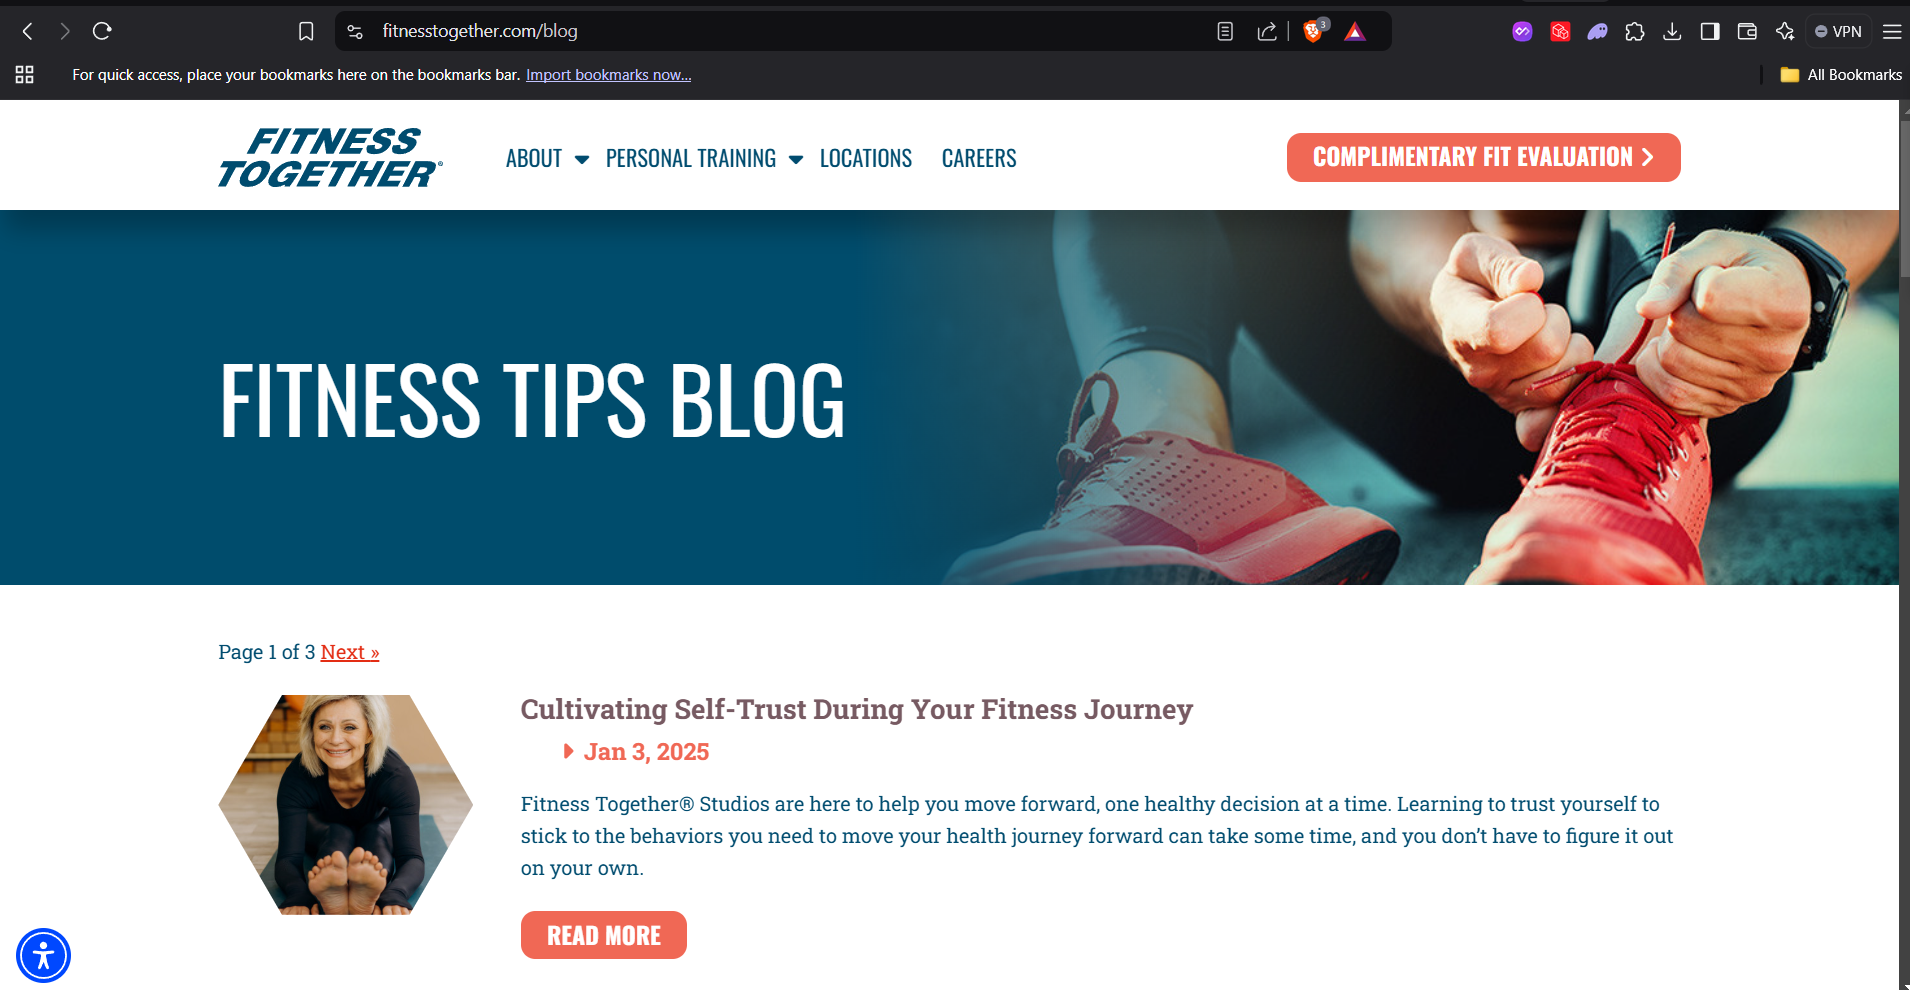 fitnesstogether.com/blog
3
VPN
For quick access, place your bookmarks here on the bookmarks bar. Import bookmarks now...
All Bookmarks
FITNESS
TOGETHER®
ABOUT
PERSONAL TRAINING
LOCATIONS
CAREERS
COMPLIMENTARY FIT EVALUATION
FITNESS TIPS BLOG
Page 1 of 3 Next »
Cultivating Self-Trust During Your Fitness Journey
Jan 3, 2025
Fitness Together® Studios are here to help you move forward, one healthy decision at a time. Learning to trust yourself to
stick to the behaviors you need to move your health journey forward can take some time, and you don’t have to figure it out
on your own.
READ MORE